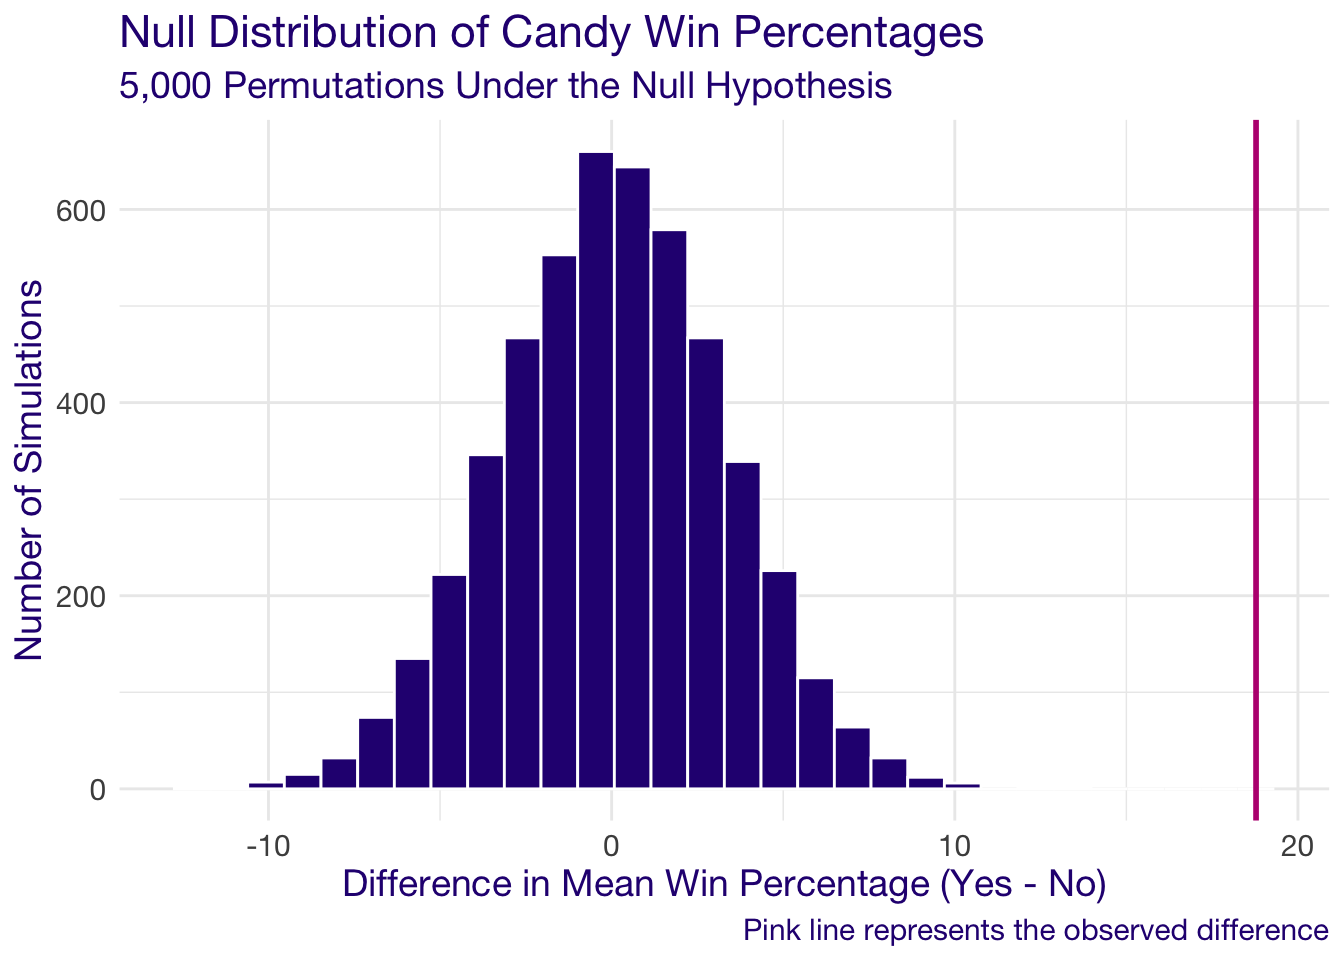 Null Distribution of Candy Win Percentages
5,000 Permutations Under the Null Hypothesis
Number of Simulations
600
400
200
0
-10
0
10
20
Difference in Mean Win Percentage (Yes - No)
Pink line represents the observed difference